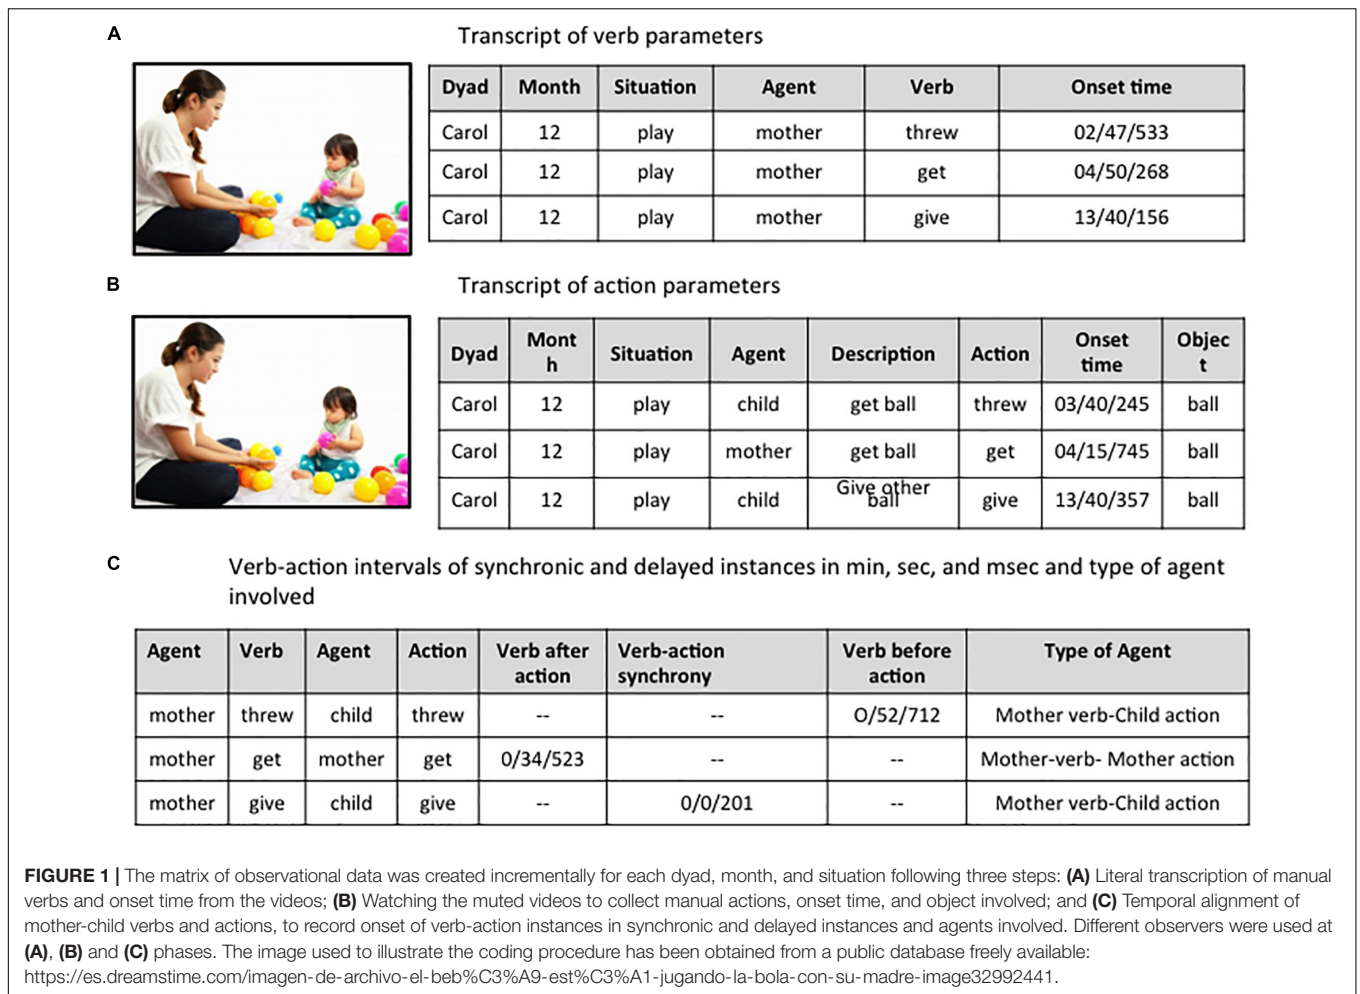 A
Transcript of verb parameters
Dyad Month Situation Agent Verb Onset time
Carol 12 play mother threw 02/47/533
Carol 12 play mother get 04/50/268
Carol 12 play mother give 13/40/156
B
Transcript of action parameters
Dyad Mont
h Situation Agent Description Action Onset
time Objec
t
Carol 12 play child get ball threw 03/40/245 ball
Carol 12 play mother get ball get 04/15/745 ball
Carol 12 play child Give other
ball give 13/40/357 ball
C
Verb-action intervals of synchronic and delayed instances in min, sec, and msec and type of agent
involved
Agent Verb Agent Action Verb after
action Verb-action
synchrony Verb before
action Type of Agent
mother threw child threw -- -- O/52/712 Mother verb-Child action
mother get mother get 0/34/523 -- -- Mother-verb- Mother action
mother give child give -- 0/0/201 -- Mother verb-Child action
FIGURE 1 | The matrix of observational data was created incrementally for each dyad, month, and situation following three steps: (A) Literal transcription of manual
verbs and onset time from the videos; (B) Watching the muted videos to collect manual actions, onset time, and object involved; and (C) Temporal alignment of
mother-child verbs and actions, to record onset of verb-action instances in synchronic and delayed instances and agents involved. Different observers were used at
(A), (B) and (C) phases. The image used to illustrate the coding procedure has been obtained from a public database freely available:
https://es.dreamstime.com/imagen-de-archivo-el-beb%C3%A9-est%C3%A1-jugando-la-bola-con-su-madre-image32992441.